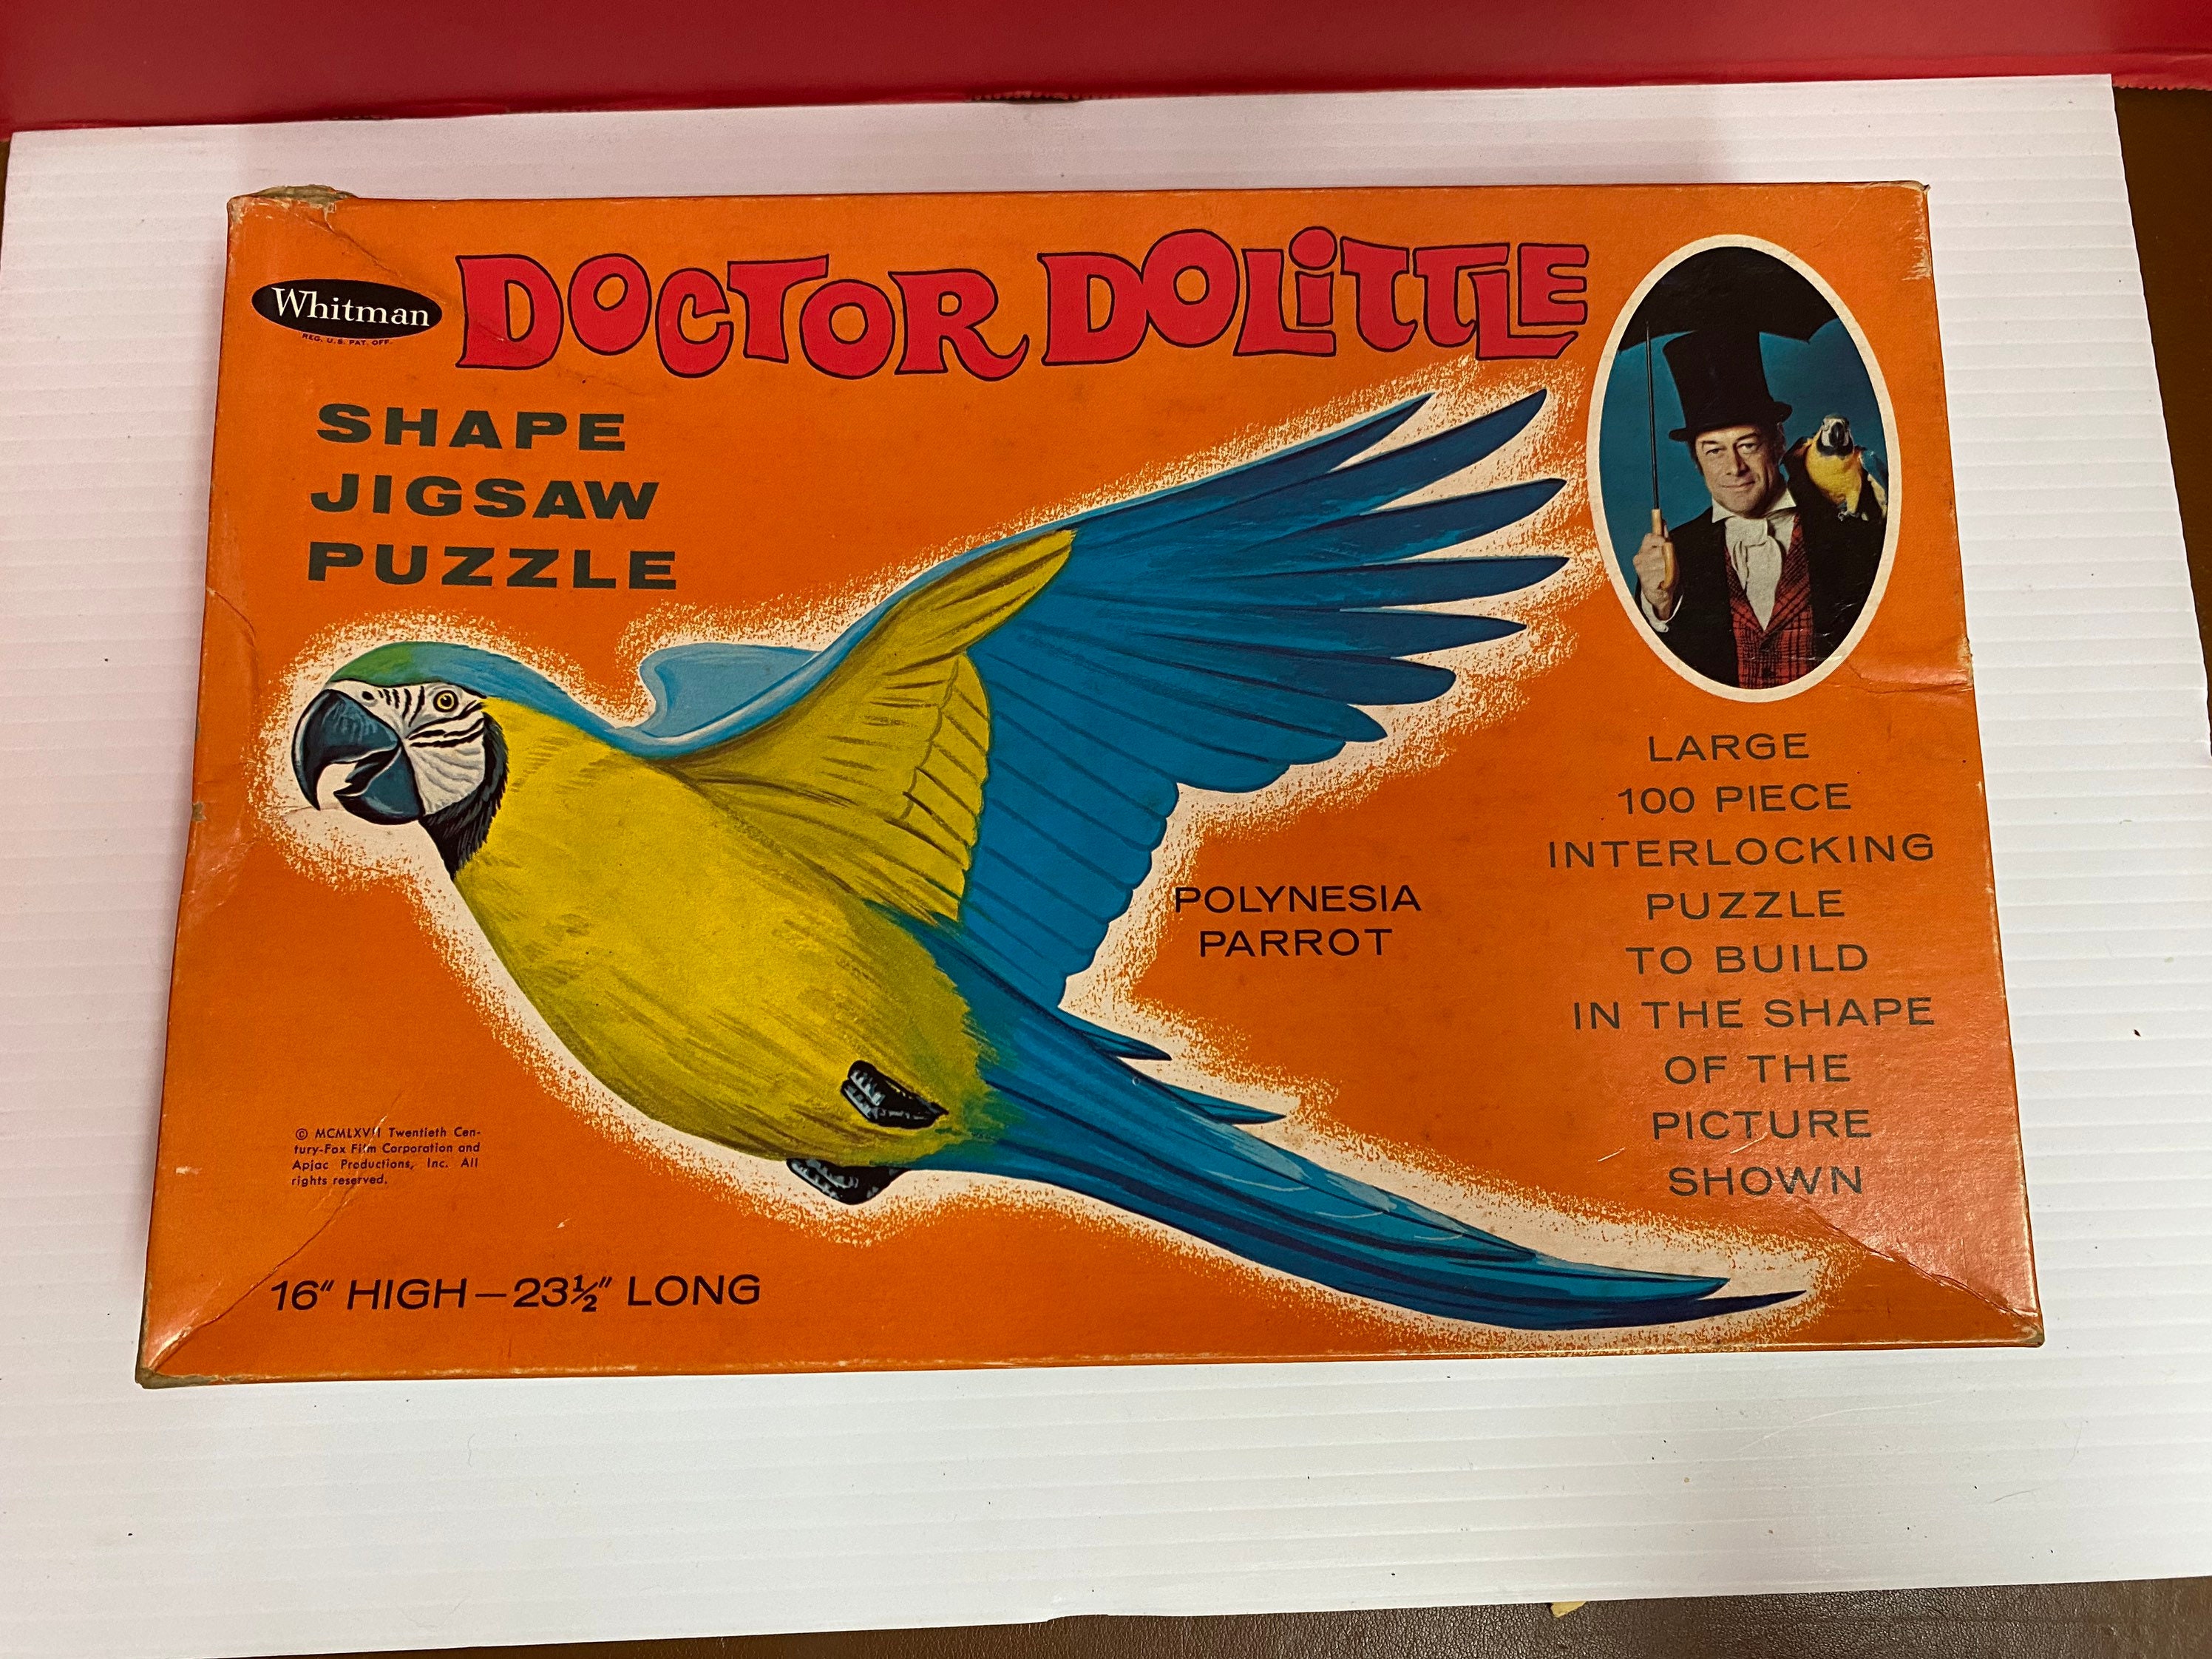 DOCTOR DOLiTTLE
Whitman
REG. U.S. PAT. OFF.
SHAPE
JIGSAW
PUZZLE
LARGE
100 PIECE
INTERLOCKING
PUZZLE
TO BUILD
IN THE SHAPE
OF THE
PICTURE
SHOWN
POLYNESIA
PARROT
© MCMLXVII Twentieth Cen-
tury-Fox Film Corporation and
Apjac Productions, Inc. All
rights reserved.
16" HIGH—23½" LONG